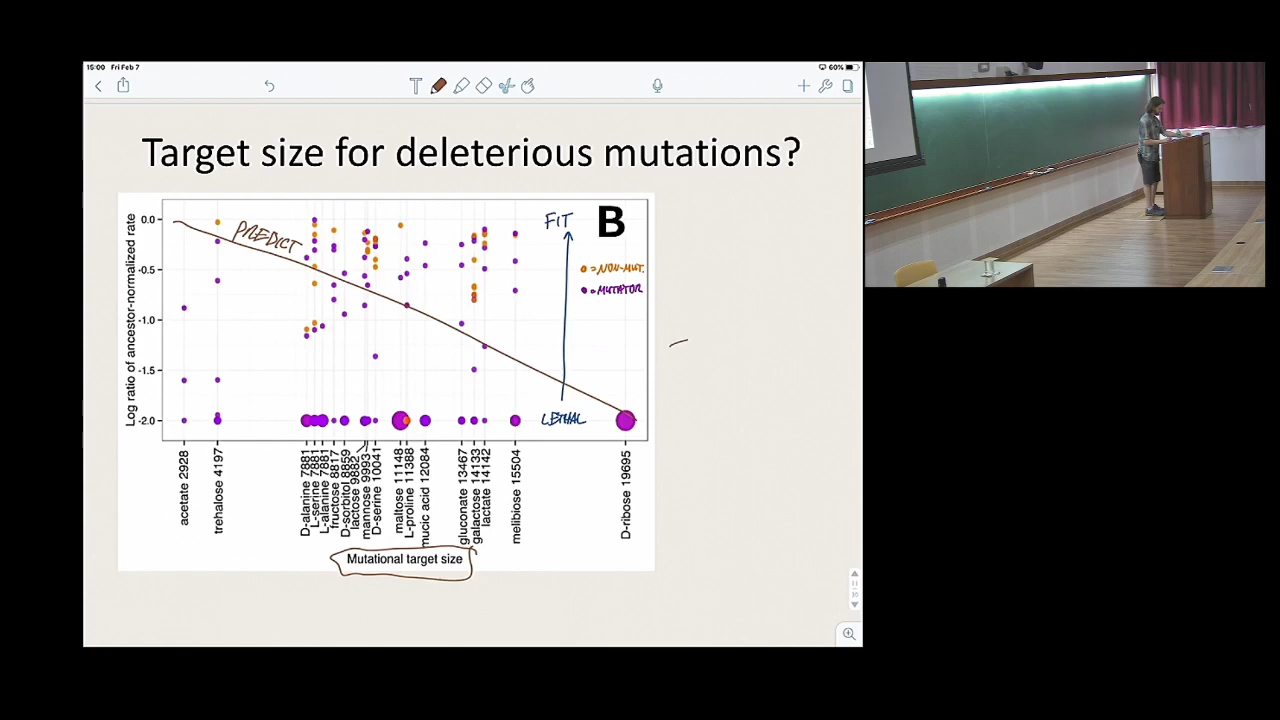 15:00 Fri Feb 7
60%
Target size for deleterious mutations?
B
FIT
PREDICT
= NON-MUT.
= MUTATOR
LETHAL
Log ratio of ancestor-normalized rate
0.0
-0.5
-1.0
-1.5
-2.0
acetate 2928
trehalose 4197
D-alanine 7881
L-serine 7881
L-alanine 7881
fructose 8817
D-sorbitol 8859
lactose 9882
mannose 9993
D-serine 10041
maltose 11148
L-proline 11388
mucic acid 12084
gluconate 13467
galactose 14133
lactate 14142
melibiose 15504
D-ribose 19695
Mutational target size